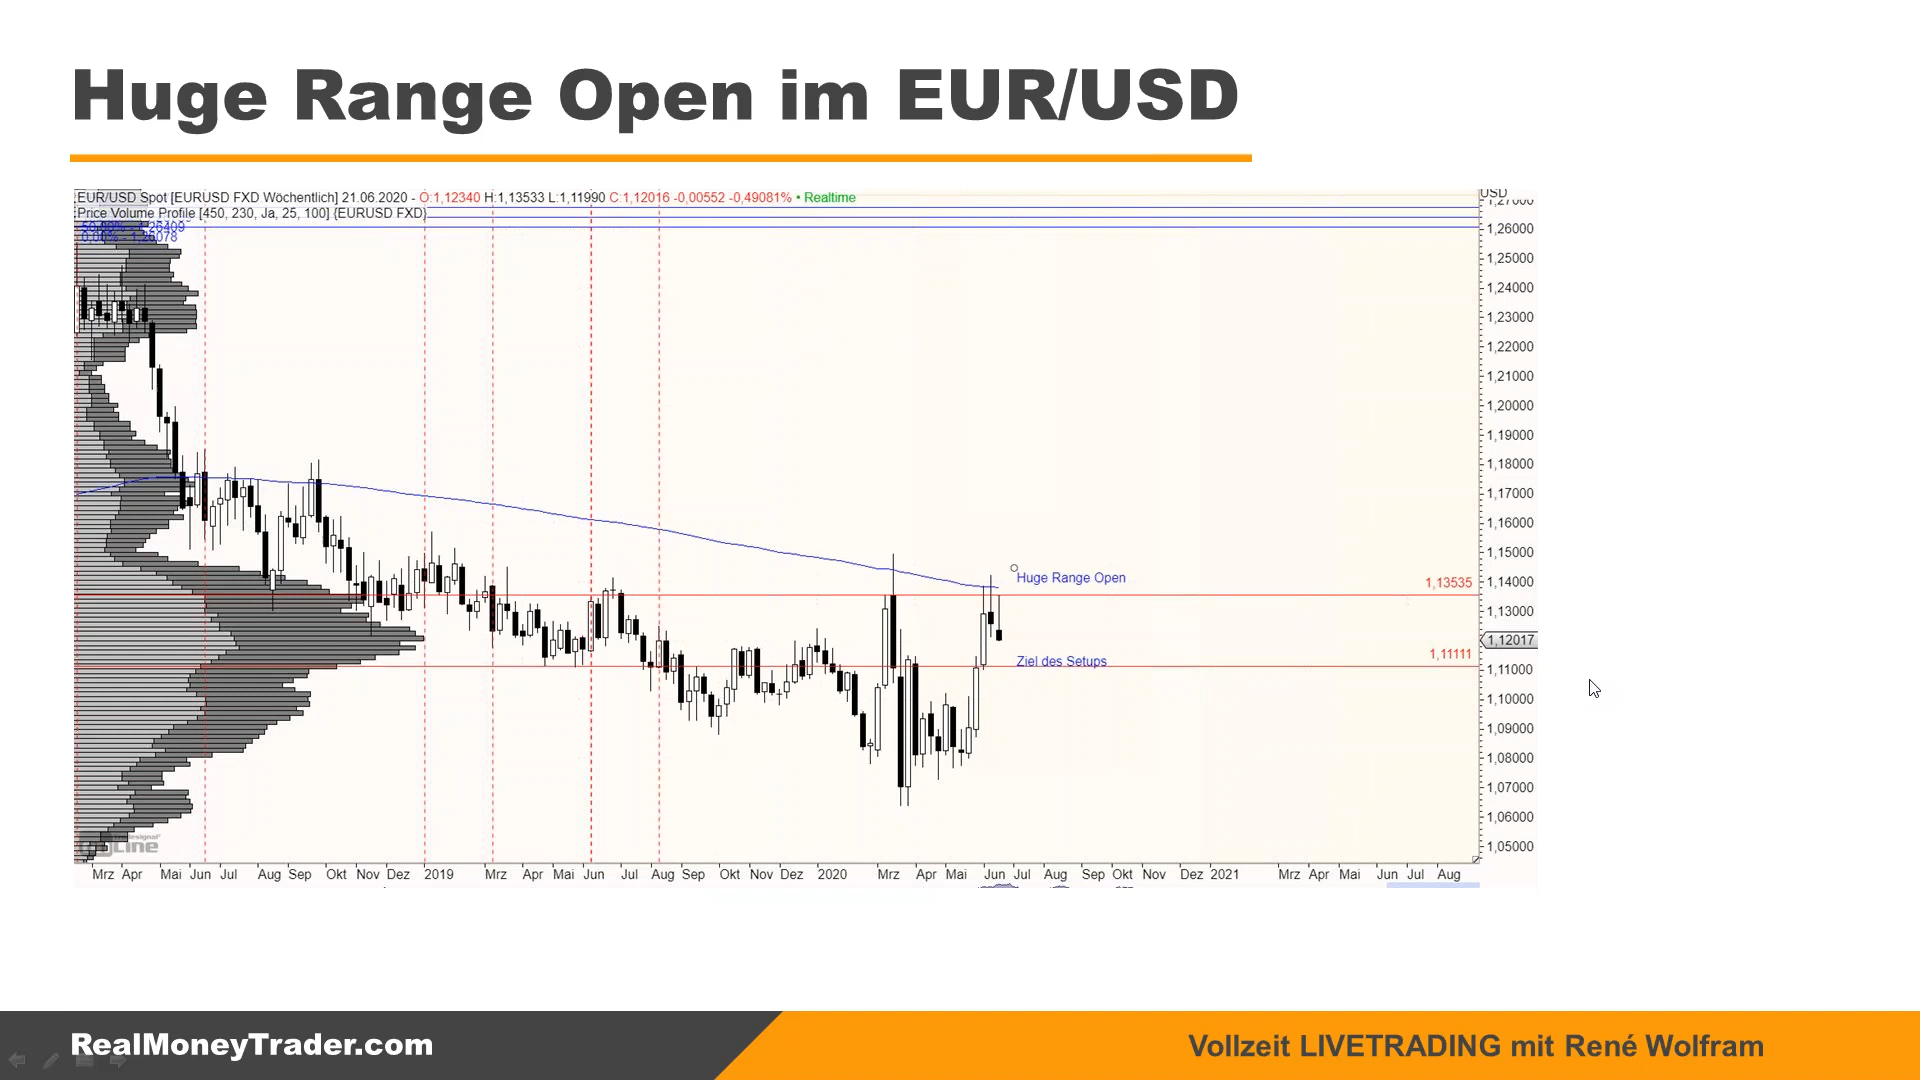 Huge Range Open im EUR/USD
EUR/USD Spot [EURUSD FXD Wöchentlich] 21.06.2020 - O:1,12340 H:1,13533 L:1,11990 C:1,12016 -0,00552 -0,49081% • Realtime
Price Volume Profile [450, 230, Ja, 25, 100] {EURUSD FXD}
USD
1,27000
1,26000
1,25000
1,24000
1,23000
1,22000
1,21000
1,20000
1,19000
1,18000
1,17000
1,16000
1,15000
1,14000
1,13000
1,12017
1,11000
1,10000
1,09000
1,08000
1,07000
1,06000
1,05000
Huge Range Open
1,13535
1,11111
Ziel des Setups
Mrz Apr Mai Jun Jul Aug Sep Okt Nov Dez 2019 Mrz Apr Mai Jun Jul Aug Sep Okt Nov Dez 2020 Mrz Apr Mai Jun Jul Aug Sep Okt Nov Dez 2021 Mrz Apr Mai Jun Jul Aug
RealMoneyTrader.com
Vollzeit LIVETRADING mit René Wolfram